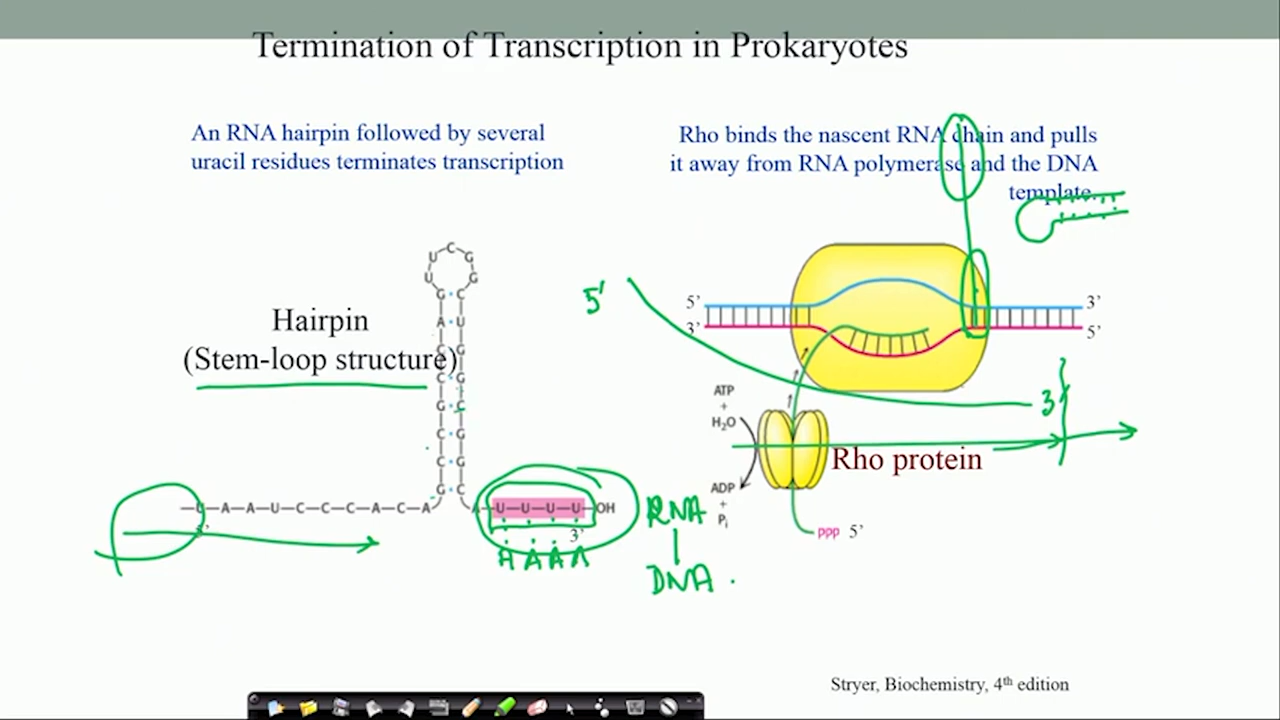 Termination of Transcription in Prokaryotes
An RNA hairpin followed by several
uracil residues terminates transcription
Rho binds the nascent RNA chain and pulls
it away from RNA polymerase and the DNA
template.
Hairpin
(Stem-loop structure)
U C G
U G
U G
G C
A U
C G
C G
G C
C G
C G
G C
C-A-A-U-C-C-C-A-C-A
A-U-U-U-U-OH
5'
3'
A A A A
RNA
DNA
5'
3'
5' 3'
3' 5'
ATP
+
H₂O
ADP
+
Pi
Rho protein
ppp 5'
Stryer, Biochemistry, 4th edition